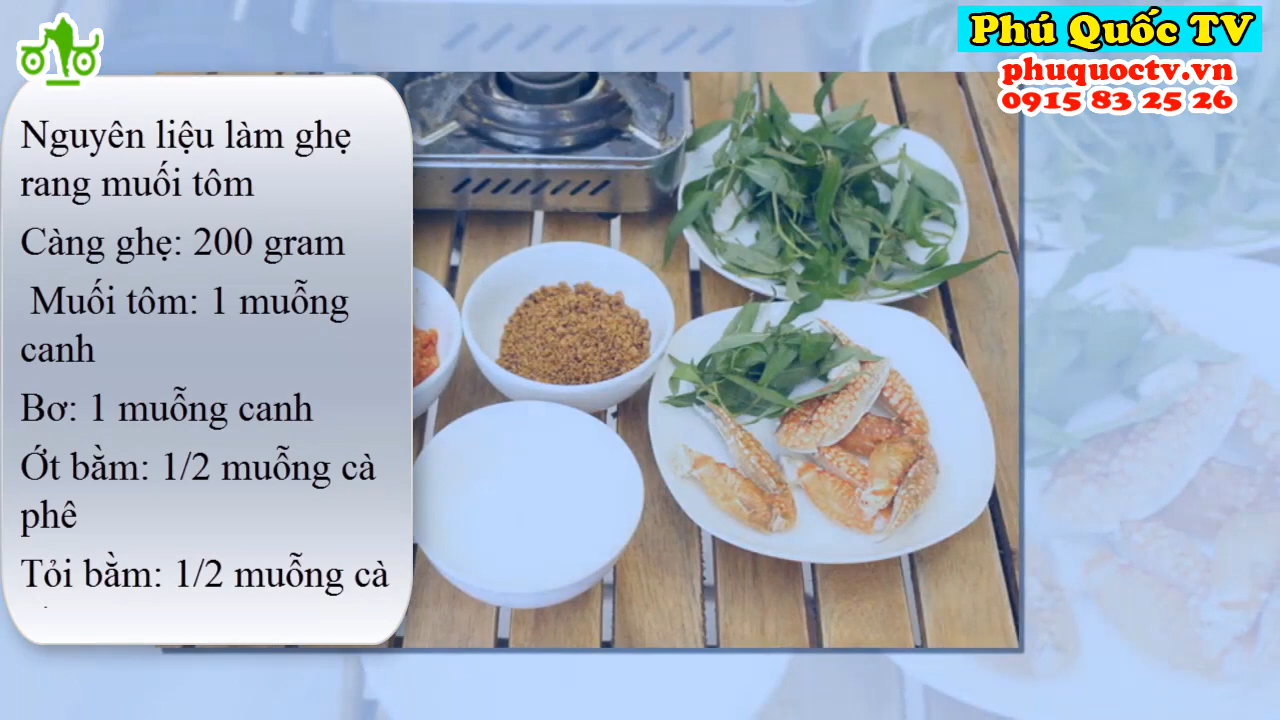 Phú Quốc TV
phuquoctv.vn
0915 83 25 26
Nguyên liệu làm ghẹ
rang muối tôm
Càng ghẹ: 200 gram
Muối tôm: 1 muỗng
canh
Bơ: 1 muỗng canh
Ớt bằm: 1/2 muỗng cà
phê
Tỏi bằm: 1/2 muỗng cà